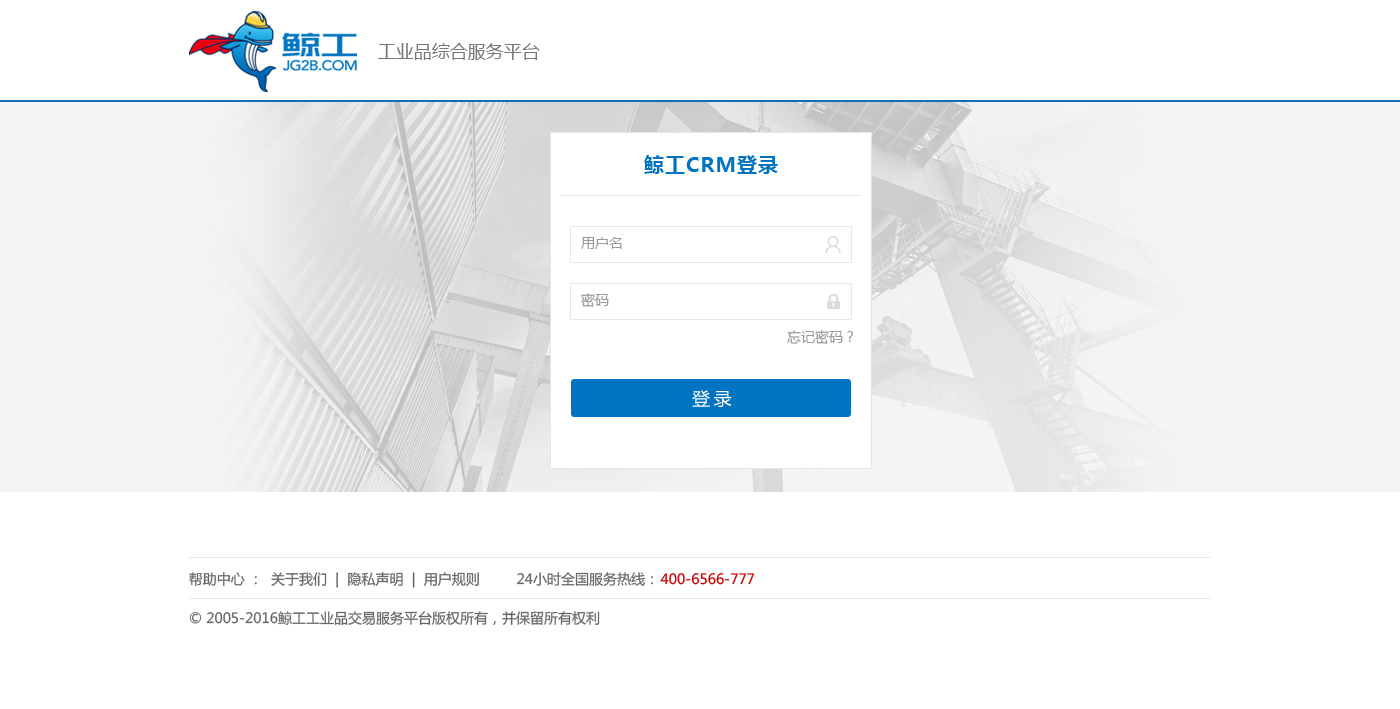 鲸工
JG2B.COM
工业品综合服务平台
鲸工CRM登录
用户名
密码
忘记密码？
登录
帮助中心 ： 关于我们 | 隐私声明 | 用户规则 24小时全国服务热线：400-6566-777
© 2005-2016鲸工工业品交易服务平台版权所有，并保留所有权利